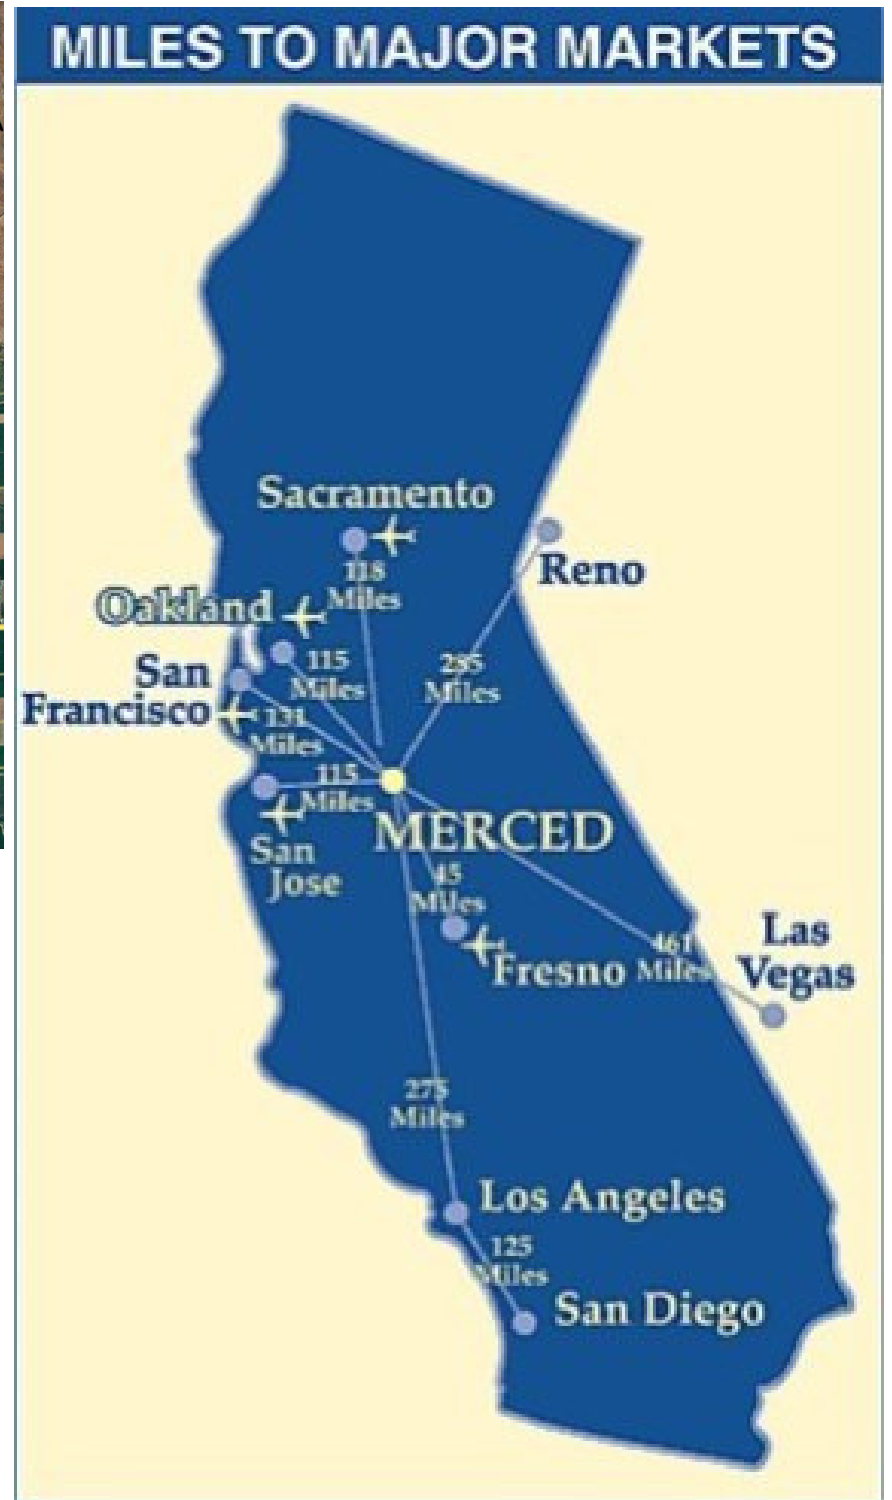 MILES TO MAJOR MARKETS
Sacramento
118
Miles
Reno
Oakland
115
Miles
285
Miles
San
Francisco
131
Miles
115
Miles
MERCED
San
Jose
45
Miles
Fresno
461
Miles
Las
Vegas
275
Miles
Los Angeles
125
Miles
San Diego